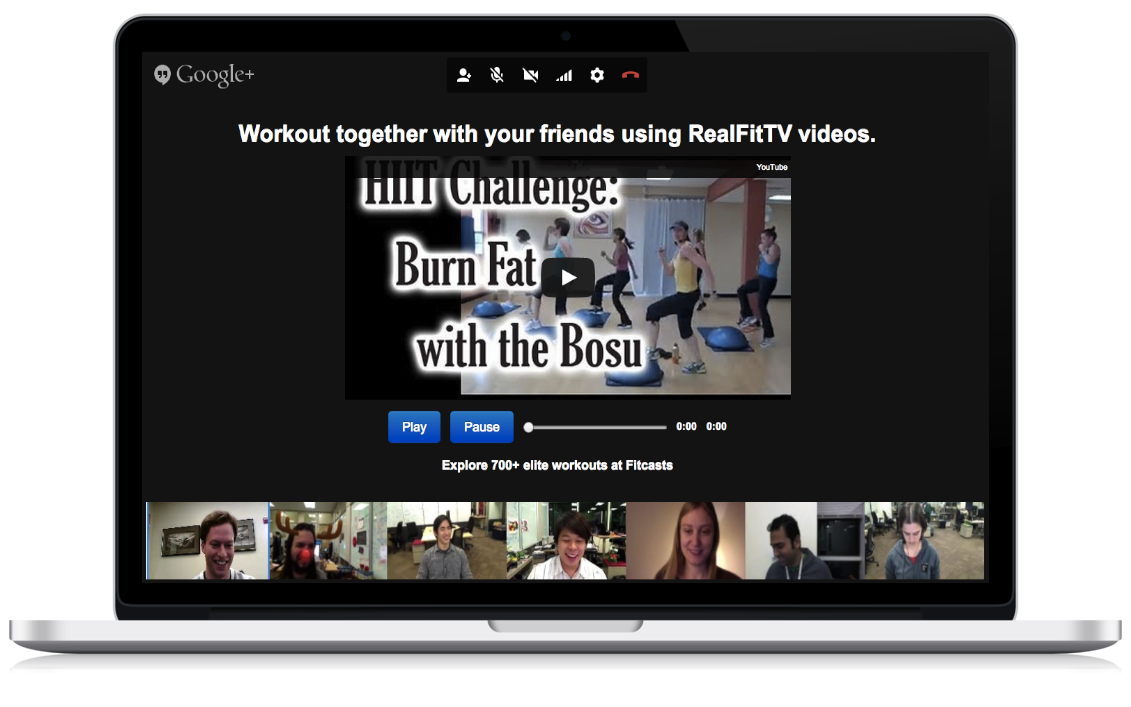 Google+
Workout together with your friends using RealFitTV videos.
YouTube
HIIT Challenge:
Burn Fat
with the Bosu
Play Pause 0:00 0:00
Explore 700+ elite workouts at Fitcasts